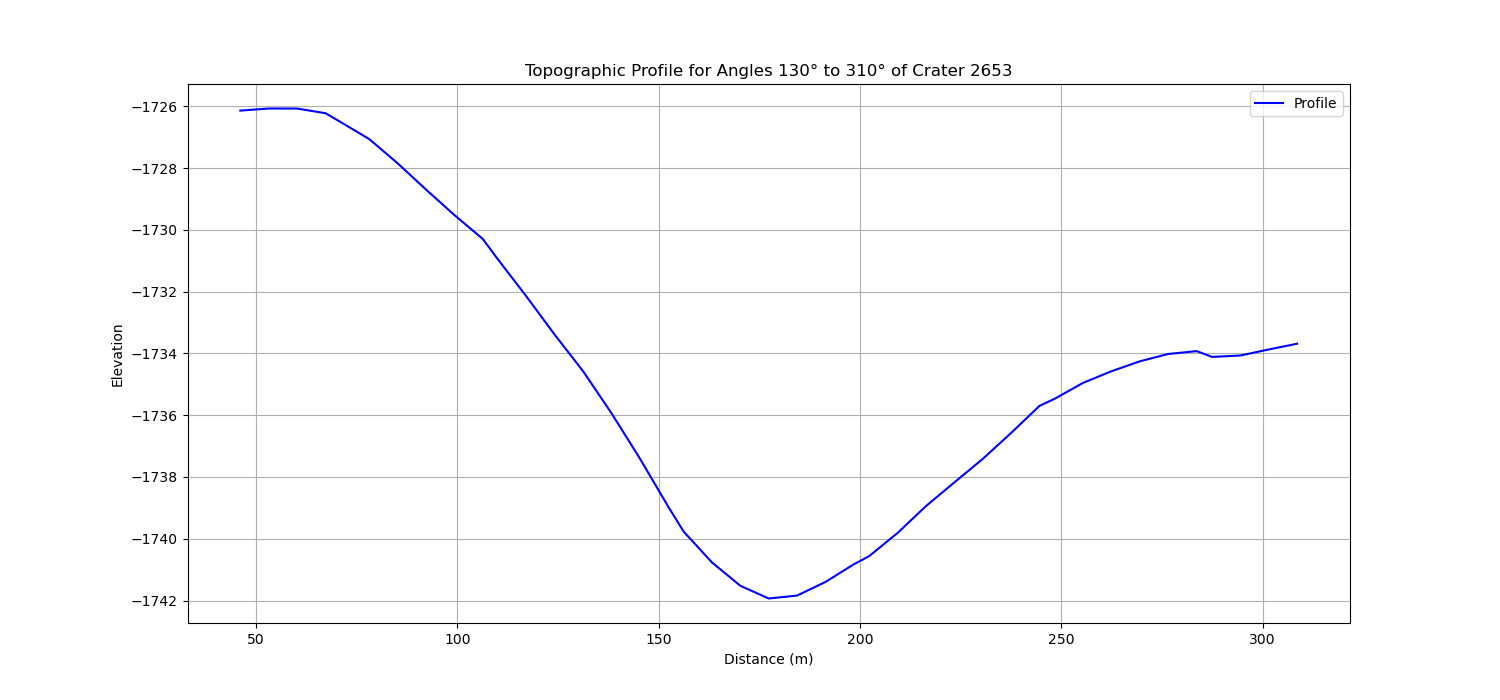 Topographic Profile for Angles 130° to 310° of Crater 2653
Profile
Elevation
−1726
−1728
−1730
−1732
−1734
−1736
−1738
−1740
−1742
50 100 150 200 250 300
Distance (m)